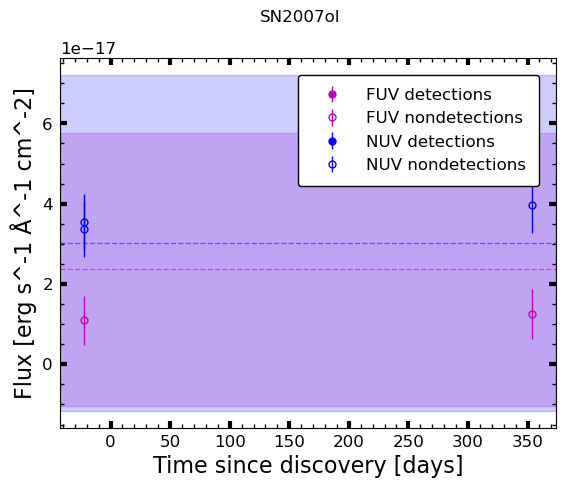 SN2007ol
1e−17
FUV detections
FUV nondetections
NUV detections
NUV nondetections
Flux [erg s^-1 Å^-1 cm^-2]
6
4
2
0
0 50 100 150 200 250 300 350
Time since discovery [days]